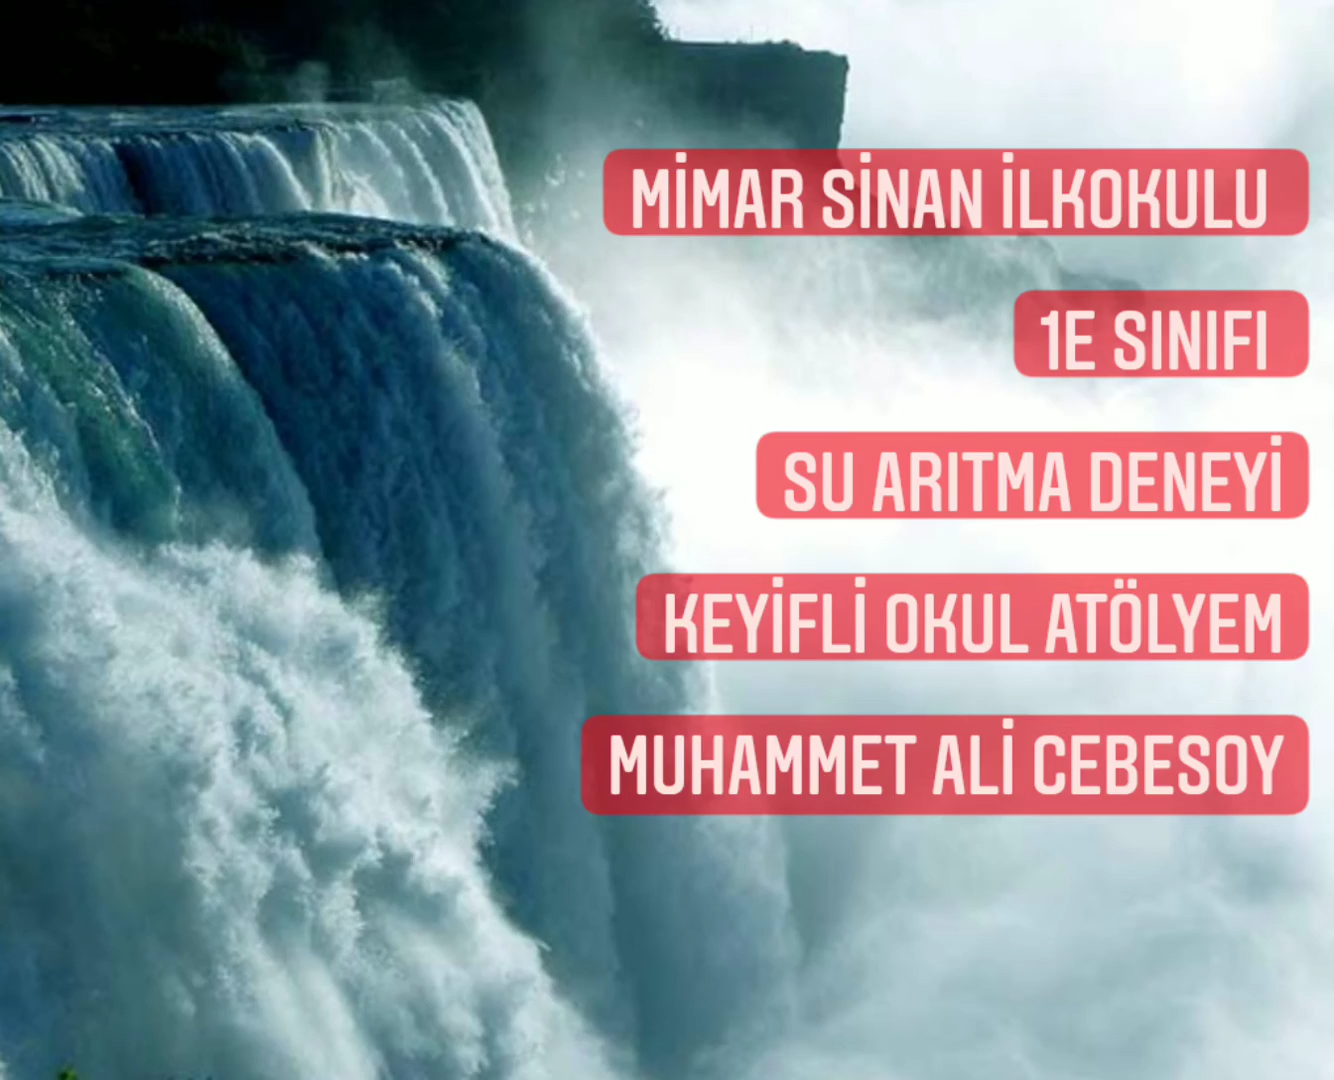 MİMAR SİNAN İLKOKULU
1E SINIFI
SU ARITMA DENEYİ
KEYİFLİ OKUL ATÖLYEM
MUHAMMET ALİ CEBESOY